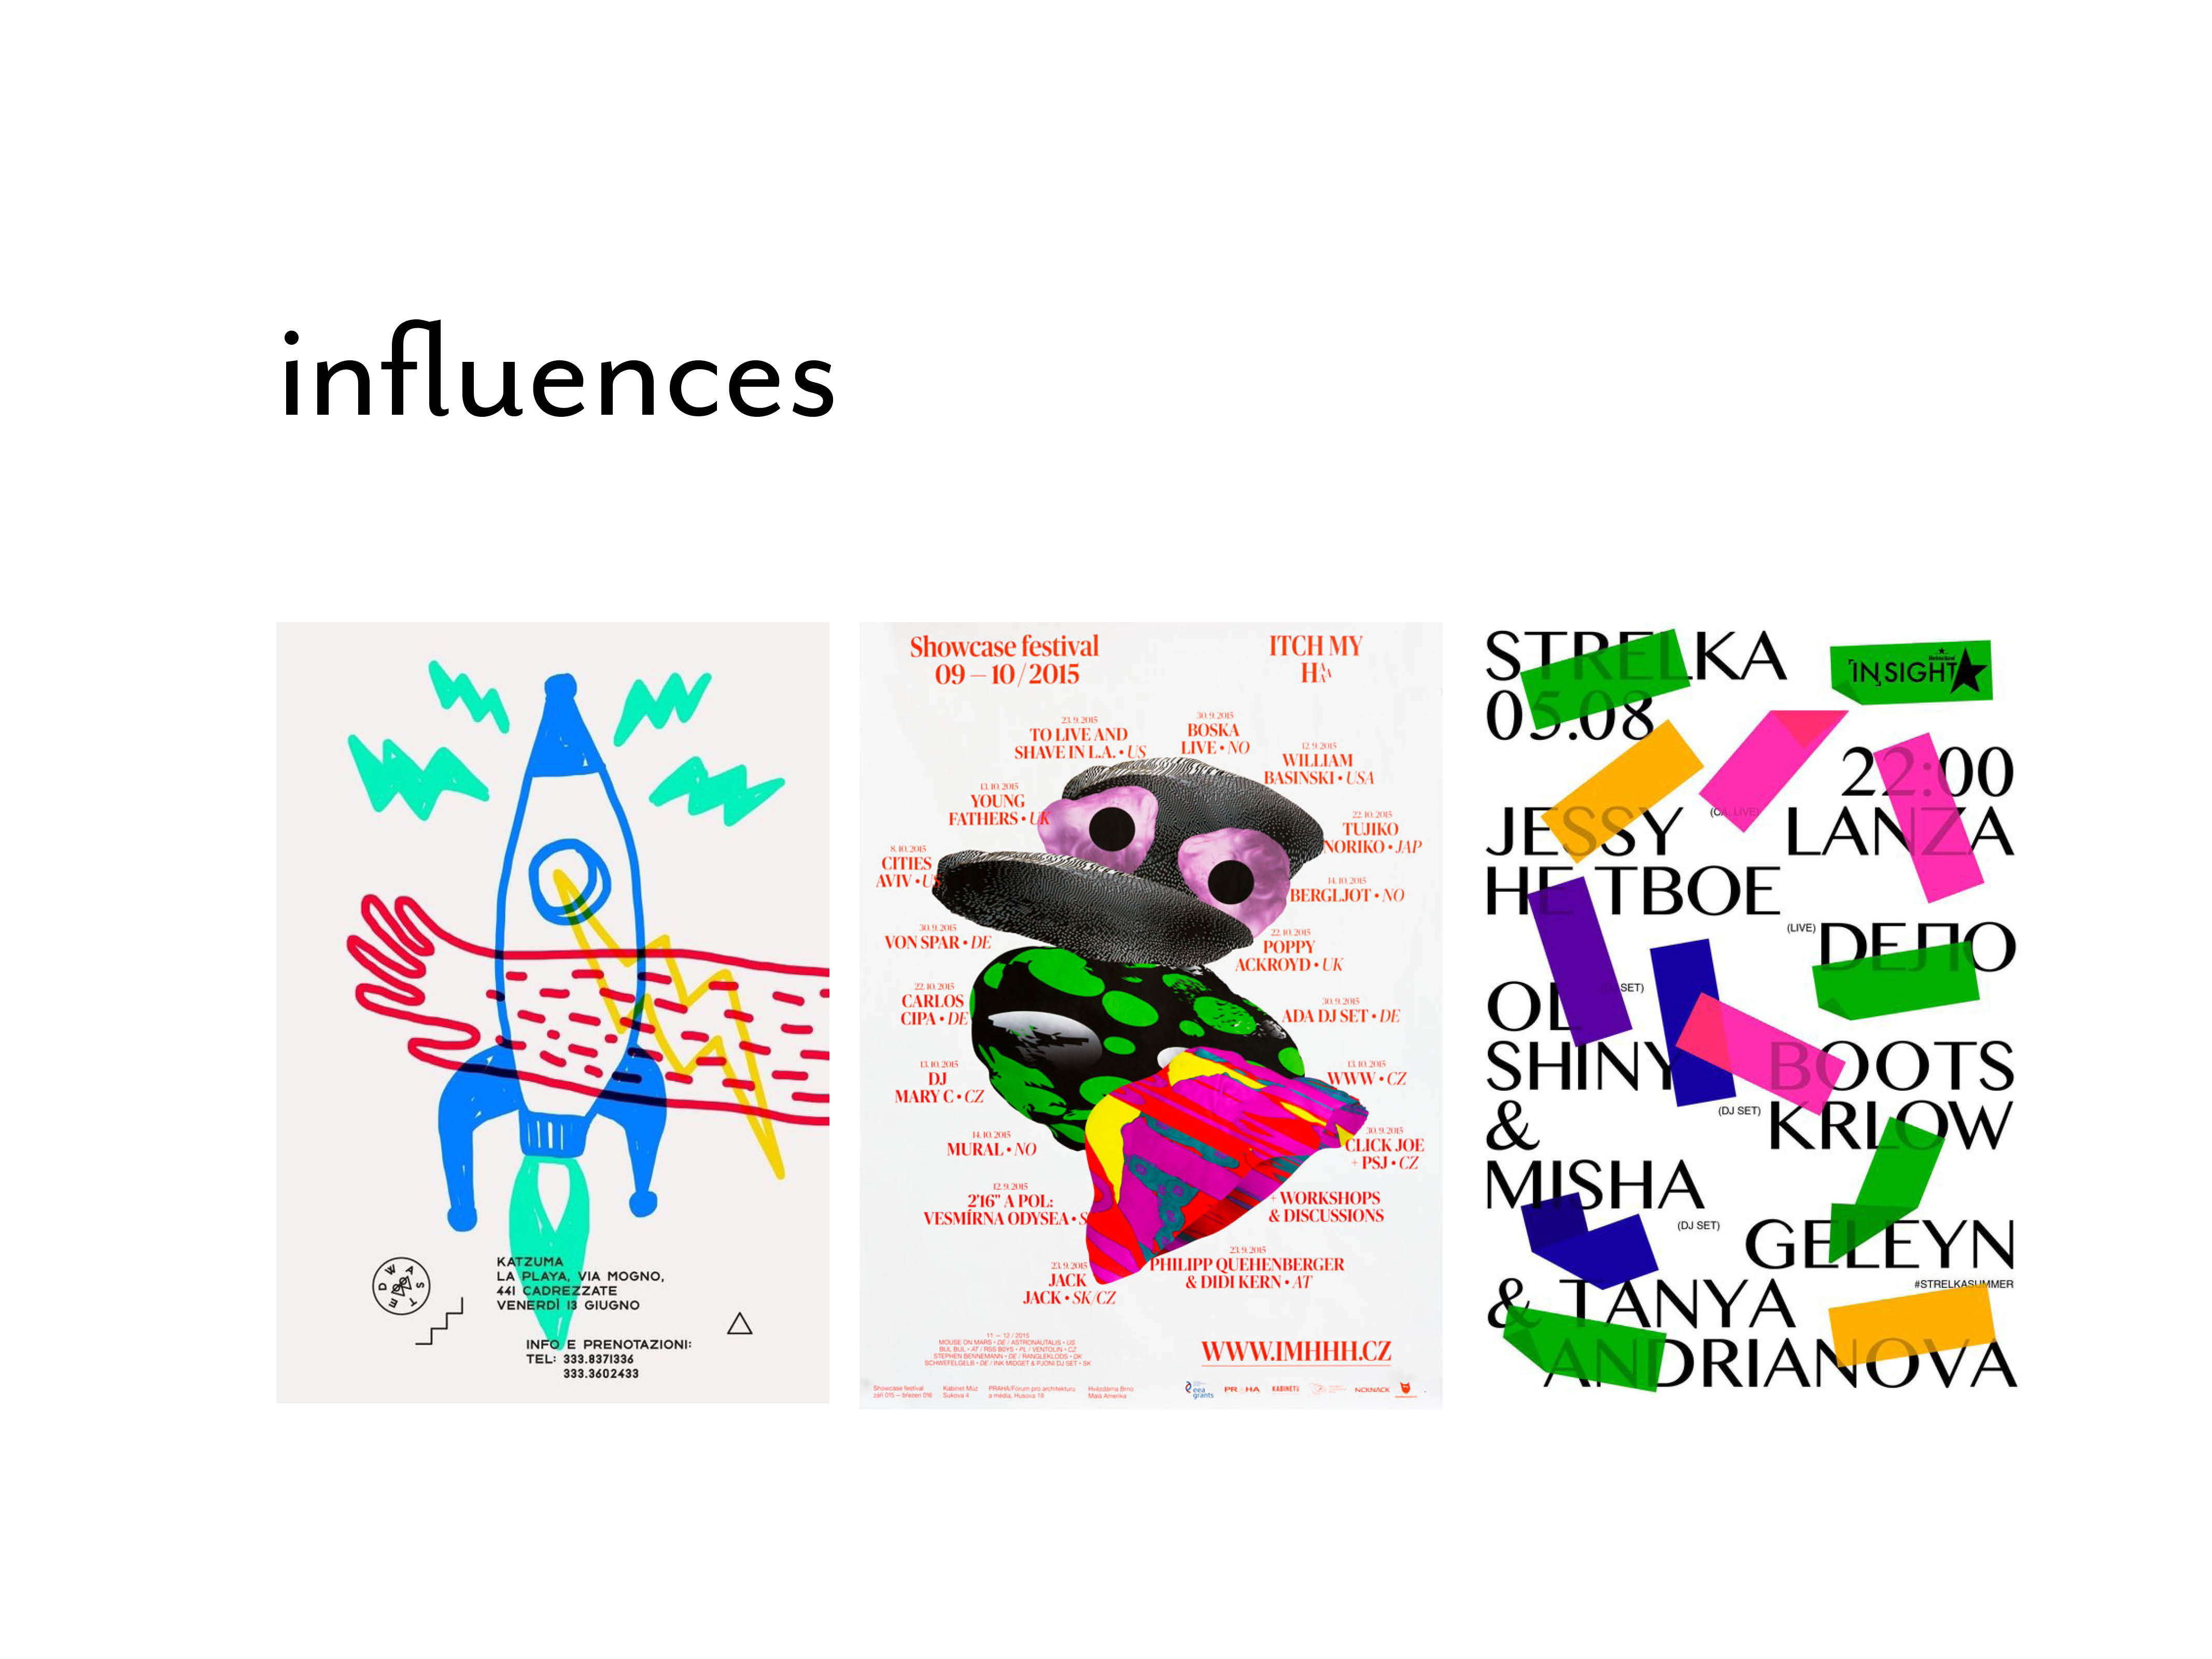 influences
KATZUMA
LA PLAYA, VIA MOGNO,
441 CADREZZATE
VENERDÌ 13 GIUGNO
INFO E PRENOTAZIONI:
TEL: 333.8371336
333.3602433
WASTED
Showcase festival
09 – 10 / 2015
ITCH MY
HA
23. 9. 2015
TO LIVE AND
SHAVE IN L.A. • US
30. 9. 2015
BOSKA
LIVE • NO
12. 9. 2015
WILLIAM
BASINSKI • USA
13. 10. 2015
YOUNG
FATHERS • UK
22. 10. 2015
TUJIKO
NORIKO • JAP
8. 10. 2015
CITIES
AVIV • US
14. 10. 2015
BERGLJOT • NO
30. 9. 2015
VON SPAR • DE
22. 10. 2015
POPPY
ACKROYD • UK
22. 10. 2015
CARLOS
CIPA • DE
30. 9. 2015
ADA DJ SET • DE
13. 10. 2015
DJ
MARY C • CZ
13. 10. 2015
WWW • CZ
14. 10. 2015
MURAL • NO
30. 9. 2015
CLICK JOE
+ PSJ • CZ
12. 9. 2015
2'16" A POL:
VESMÍRNA ODYSEA • S
+ WORKSHOPS
& DISCUSSIONS
23. 9. 2015
JACK
JACK • SK/CZ
23. 9. 2015
PHILIPP QUEHENBERGER
& DIDI KERN • AT
11 — 12 / 2015
MOUSE ON MARS • DE / ASTRONAUTALIS • US
BUL BUL • AT / RSS BOYS • PL / VENTOLIN • CZ
STEPHEN BENNEMANN • DE / RANGLEKLODS • DK
SCHWEFELGELB • DE / INK MIDGET & PJONI DJ SET • SK
WWW.IMHHH.CZ
Showcase festival
září 015 – březen 016
Kabinet Múz
Sukova 4
PRAHA/Fórum pro architekturu
a média, Husova 18
Hvězdárna Brno
Malá Amerika
eea
grants
PRAHA
KABINET
NCKNACK
STRELKA
IN SIGHT
05.08
22:00
JESSY (CA, LIVE) LANZA
НЕ ТВОЕ
(LIVE) DЕЛО
OL SET)
SHINY BOOTS
& (DJ SET) KRLOW
MISHA
(DJ SET) GELEYN
#STRELKASUMMER
& TANYA
ANDRIANOVA